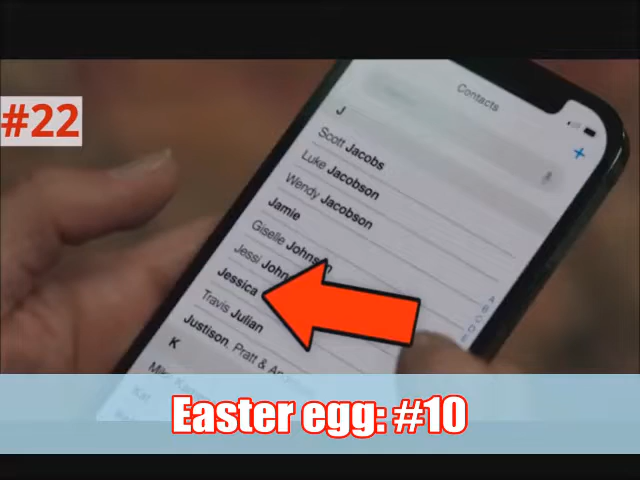 Contacts
#22
J
Scott Jacobs
Luke Jacobson
Wendy Jacobson
Jamie
Giselle Johnson
Jessi John
Jessica
Travis Julian
Justison, Pratt & A
K
Kat
A
B
C
D
E
Easter egg: #10